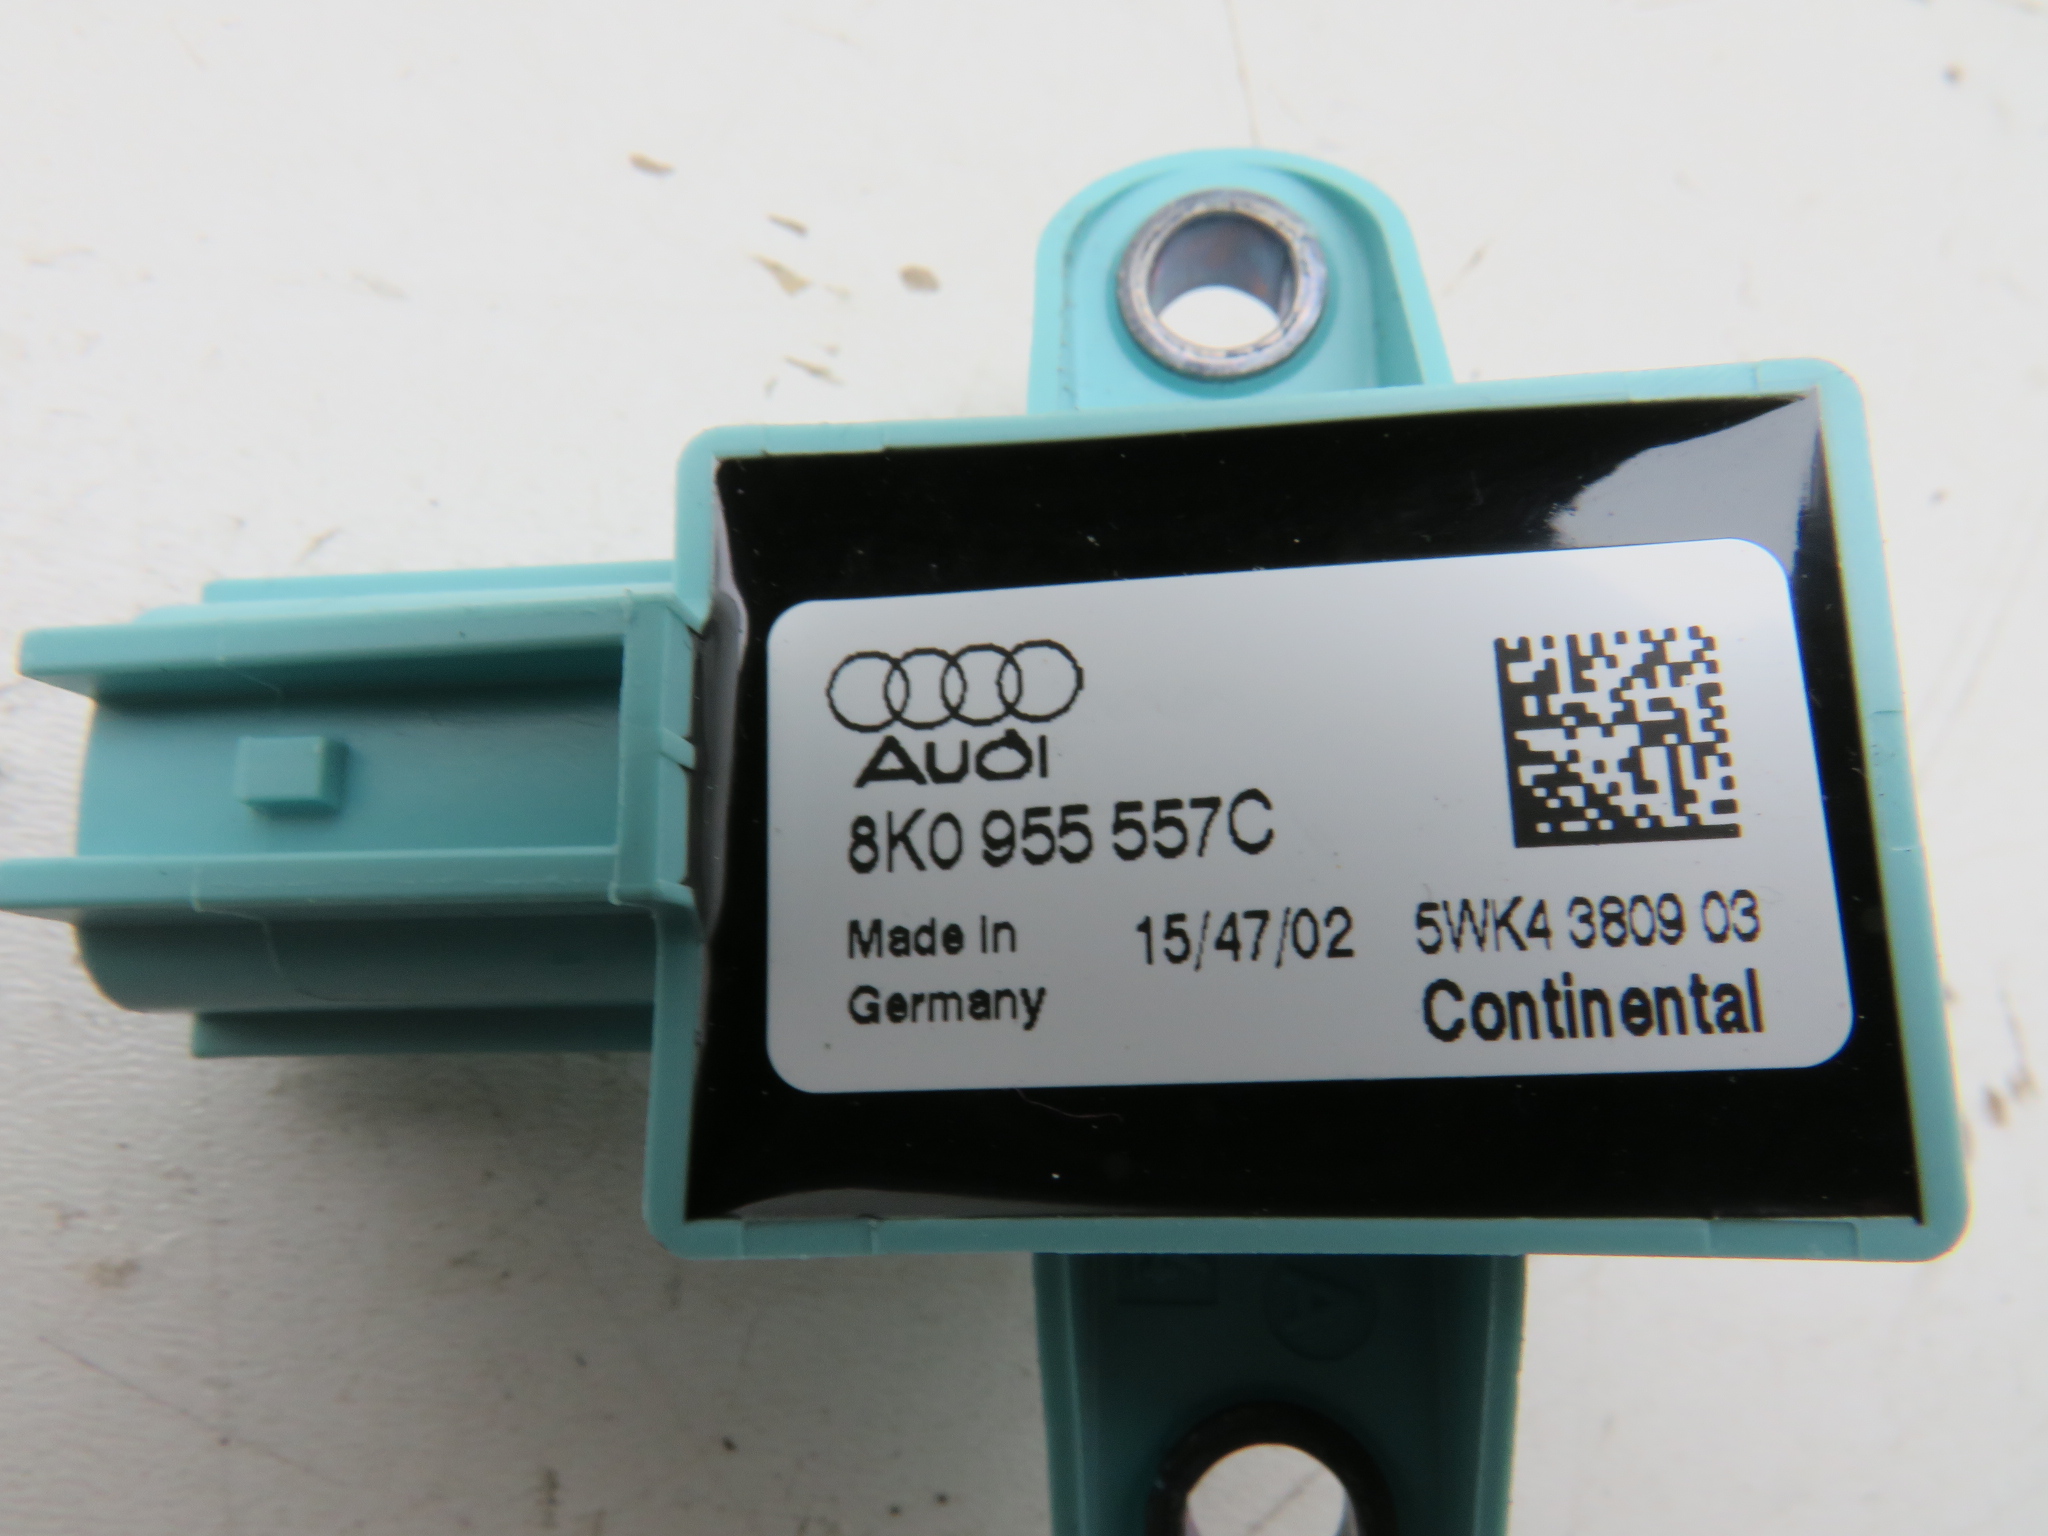 Audi
8K0 955 557C
Made in Germany
15/47/02
5WK4 3809 03
Continental